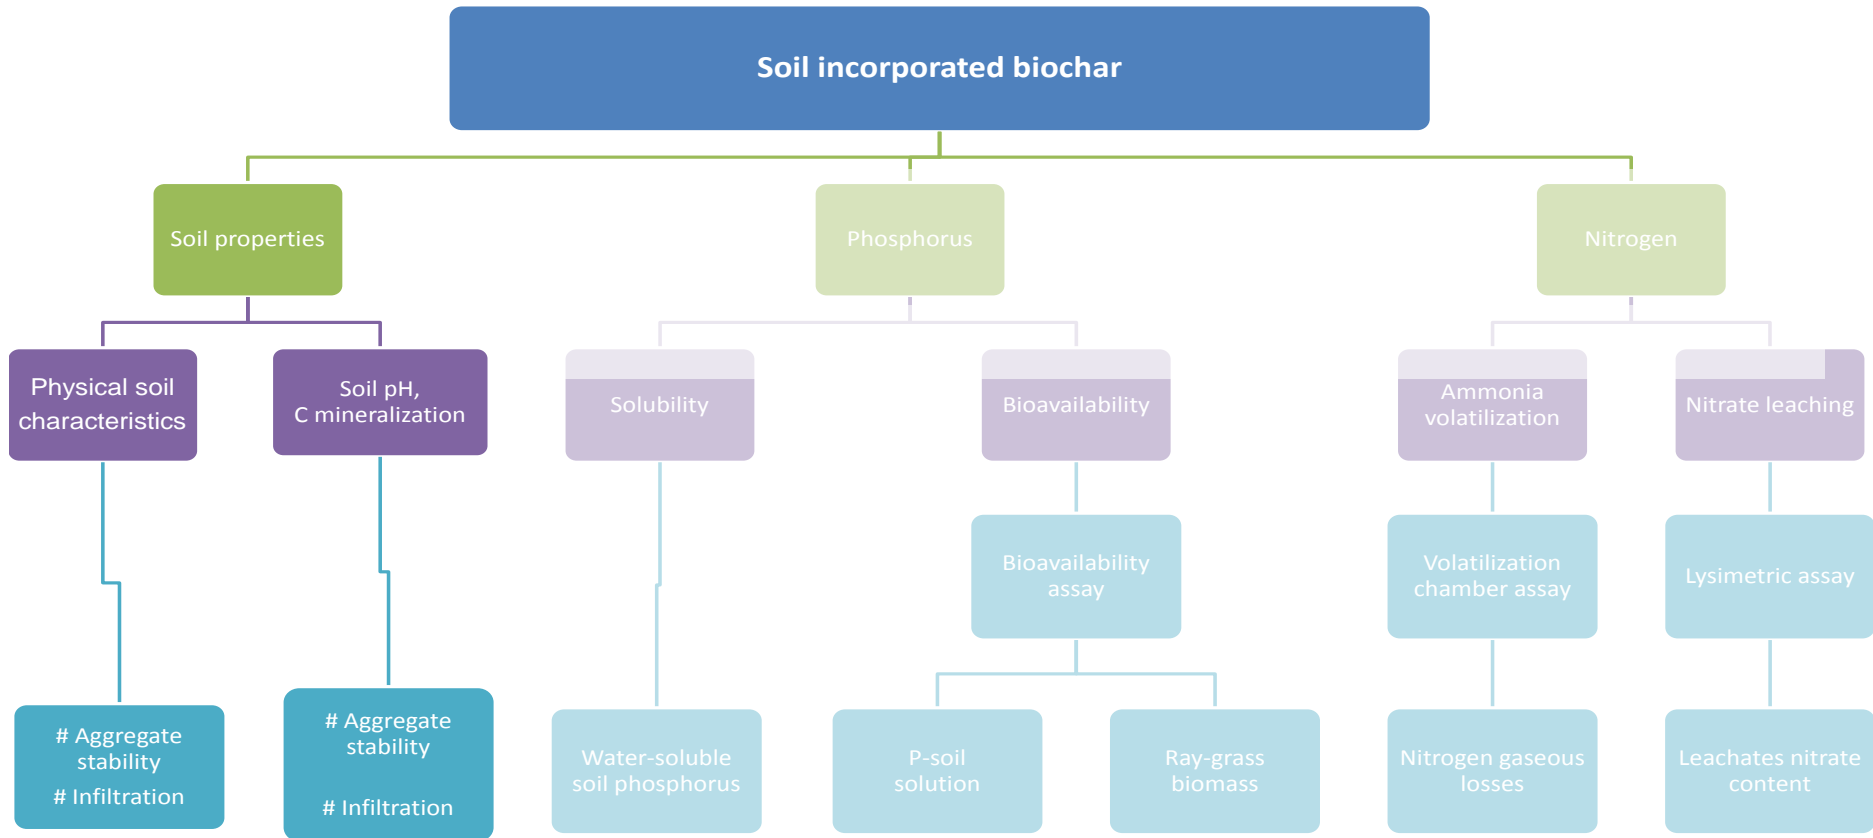 Soil incorporated biochar
Soil properties
Phosphorus
Nitrogen
Physical soil
characteristics
Soil pH,
C mineralization
Solubility
Bioavailability
Ammonia
volatilization
Nitrate leaching
Bioavailability
assay
Volatilization
chamber assay
Lysimetric assay
# Aggregate
stability
# Infiltration
# Aggregate
stability
# Infiltration
Water-soluble
soil phosphorus
P-soil
solution
Ray-grass
biomass
Nitrogen gaseous
losses
Leachates nitrate
content